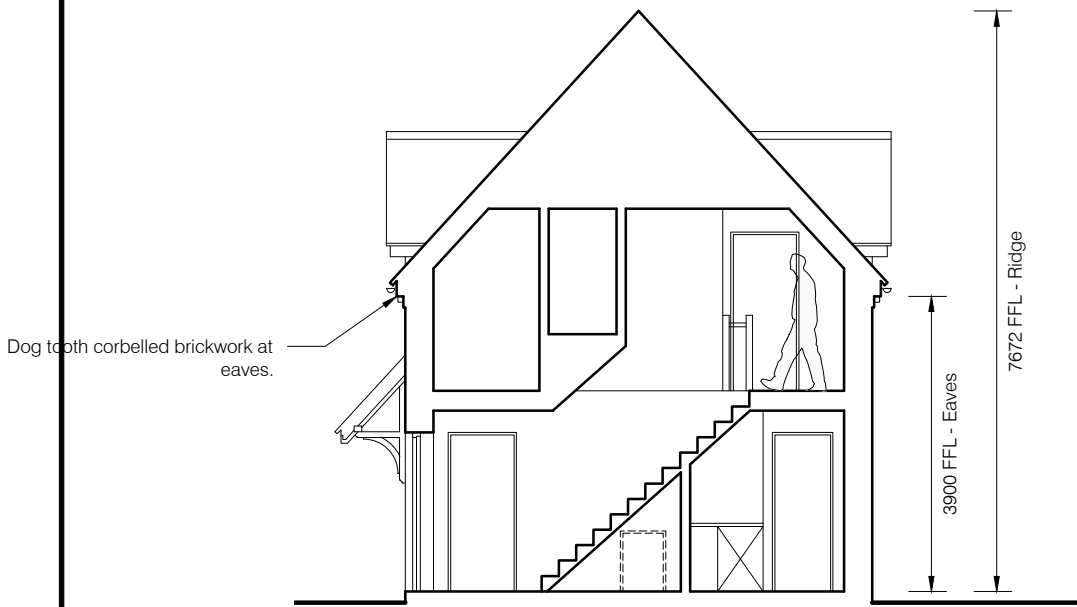 Dog tooth corbelled brickwork at
eaves.
3900 FFL - Eaves
7672 FFL - Ridge